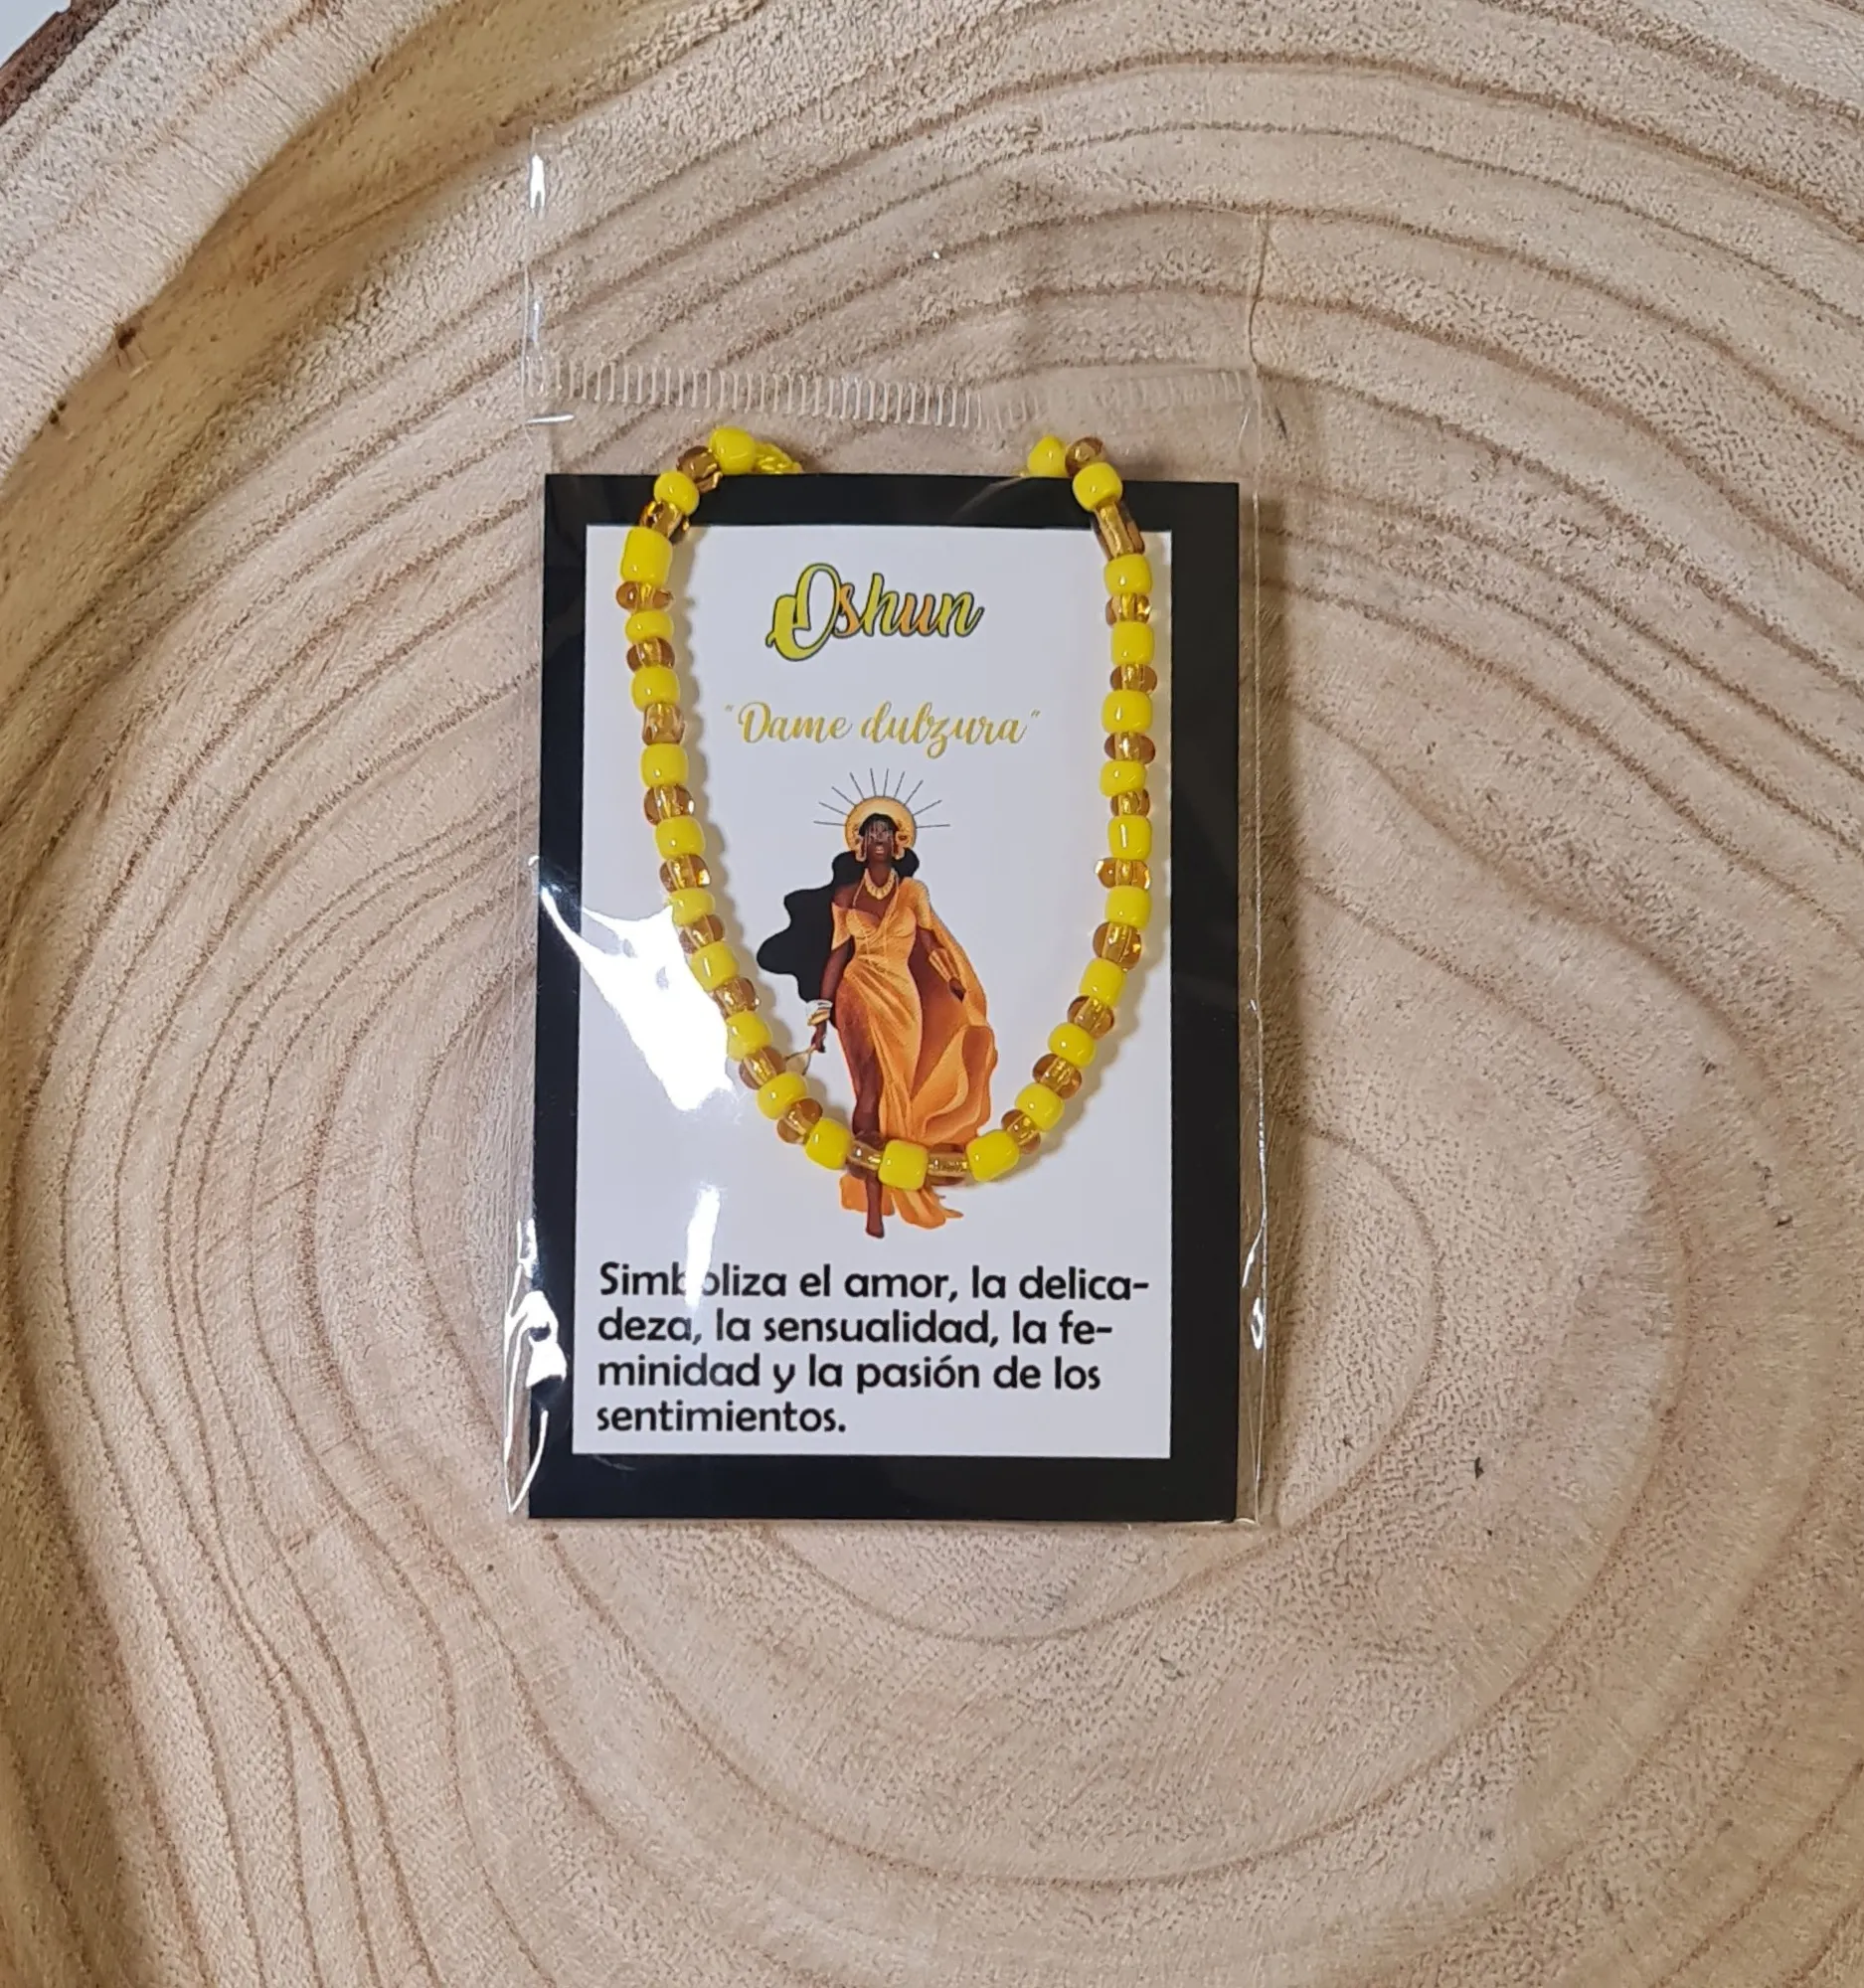 Oshun
"Dame dulzura"
Simboliza el amor, la delica-
deza, la sensualidad, la fe-
minidad y la pasión de los
sentimientos.